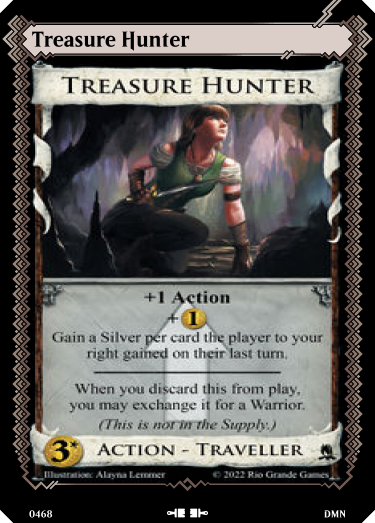 Treasure Hunter
TREASURE HUNTER
+1 Action
+ 1
Gain a Silver per card the player to your
right gained on their last turn.
When you discard this from play,
you may exchange it for a Warrior.
(This is not in the Supply.)
3* ACTION - TRAVELLER
Illustration: Alayna Lemmer © 2022 Rio Grande Games
0468 DMN